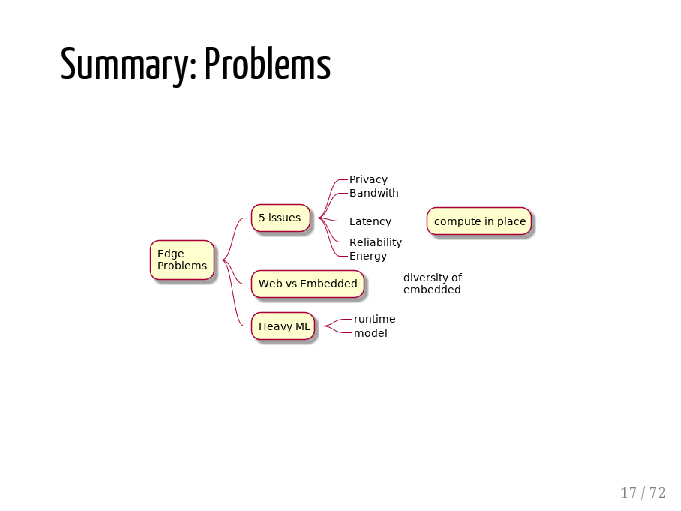 Summary: Problems
Privacy
Bandwith
5 issues
Latency
compute in place
Reliability
Energy
Edge
Problems
Web vs Embedded
diversity of
embedded
Heavy ML
runtime
model
17 / 72